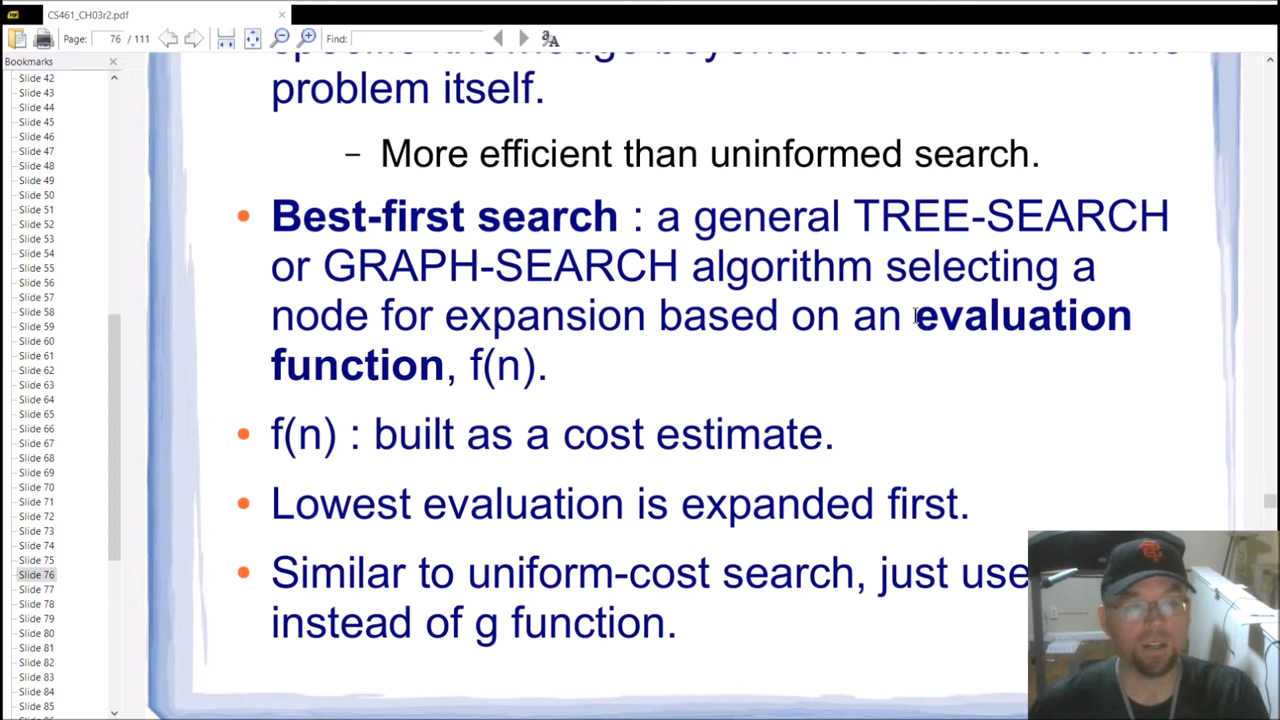 CS461_CH03r2.pdf
Page: 76 / 111
Find:
Bookmarks
Slide 42
Slide 43
Slide 44
Slide 45
Slide 46
Slide 47
Slide 48
Slide 49
Slide 50
Slide 51
Slide 52
Slide 53
Slide 54
Slide 55
Slide 56
Slide 57
Slide 58
Slide 59
Slide 60
Slide 61
Slide 62
Slide 63
Slide 64
Slide 65
Slide 66
Slide 67
Slide 68
Slide 69
Slide 70
Slide 71
Slide 72
Slide 73
Slide 74
Slide 75
Slide 76
Slide 77
Slide 78
Slide 79
Slide 80
Slide 81
Slide 82
Slide 83
Slide 84
Slide 85
problem itself.
– More efficient than uninformed search.
• Best-first search : a general TREE-SEARCH
or GRAPH-SEARCH algorithm selecting a
node for expansion based on an evaluation
function, f(n).
• f(n) : built as a cost estimate.
• Lowest evaluation is expanded first.
• Similar to uniform-cost search, just use
instead of g function.